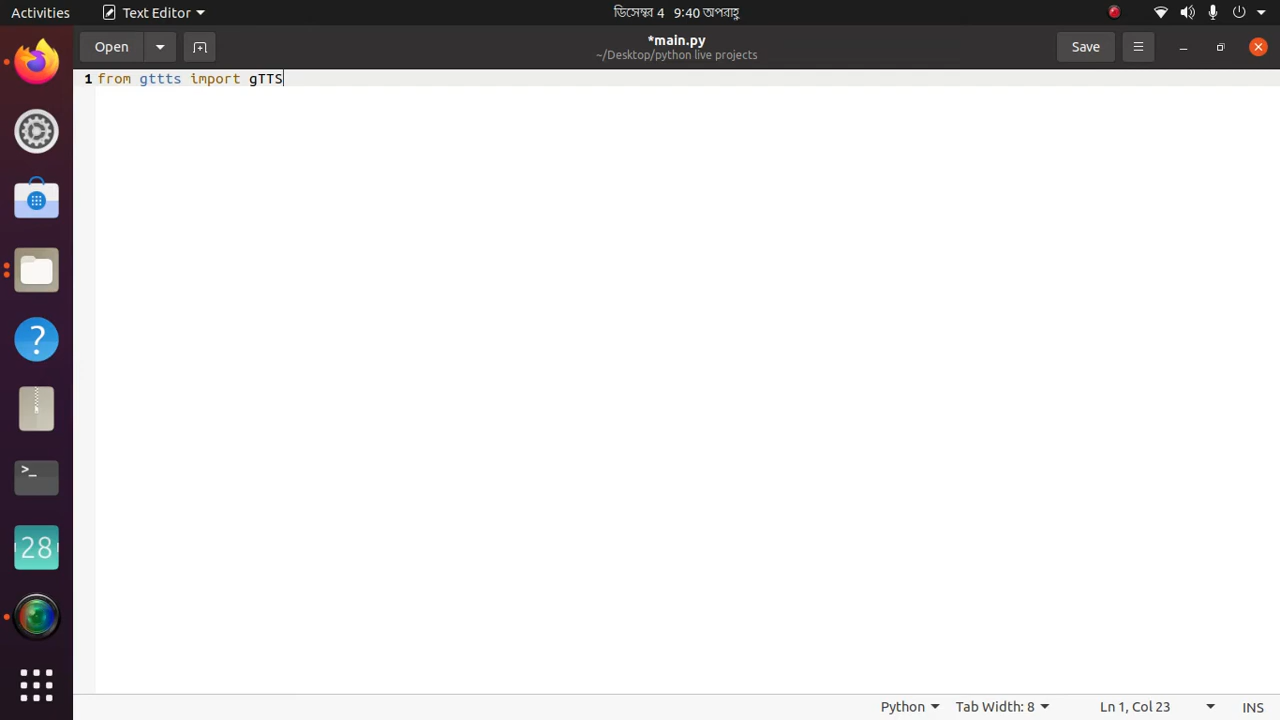 Activities
Text Editor
ডিসেম্বর 4 9:40 অপরাহ্ণ
Open
*main.py
~/Desktop/python live projects
Save
1 from gttts import gTTS
?
>_
28
Python
Tab Width: 8
Ln 1, Col 23
INS